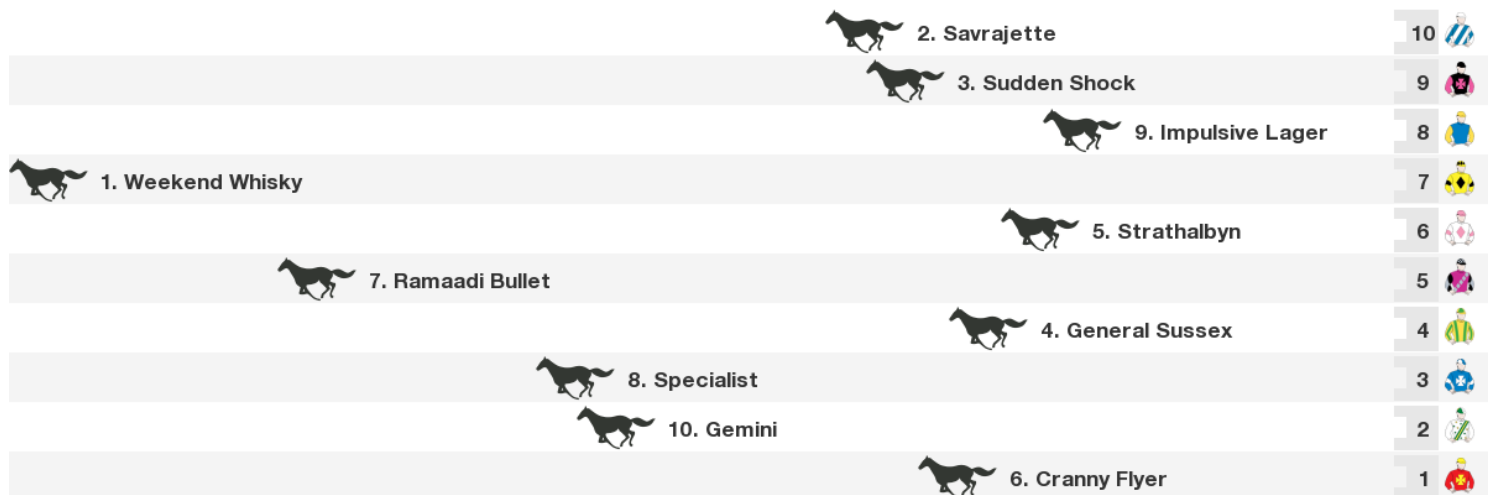 2. Savrajette 10
3. Sudden Shock 9
9. Impulsive Lager 8
1. Weekend Whisky 7
5. Strathalbyn 6
7. Ramaadi Bullet 5
4. General Sussex 4
8. Specialist 3
10. Gemini 2
6. Cranny Flyer 1